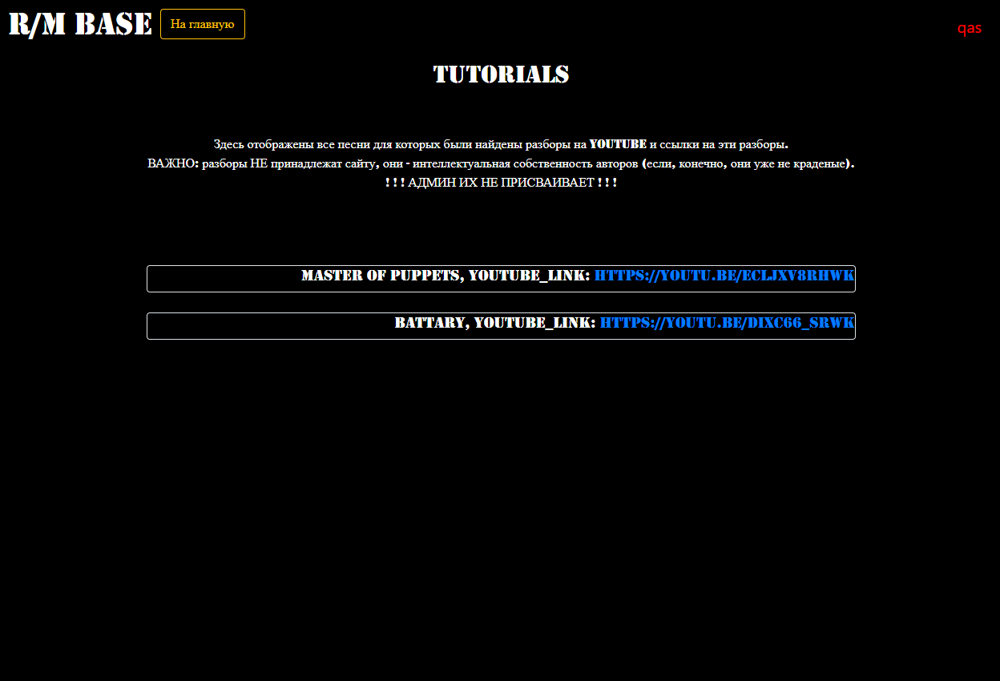 R/M BASE
На главную
qas
TUTORIALS
Здесь отображены все песни для которых были найдены разборы на YOUTUBE и ссылки на эти разборы.
ВАЖНО: разборы НЕ принадлежат сайту, они - интеллектуальная собственность авторов (если, конечно, они уже не краденые).
! ! ! АДМИН ИХ НЕ ПРИСВАИВАЕТ ! ! !
MASTER OF PUPPETS, YOUTUBE_LINK: HTTPS://YOUTU.BE/ECLJXV8RHWK
BATTARY, YOUTUBE_LINK: HTTPS://YOUTU.BE/DIXC66_SRWK